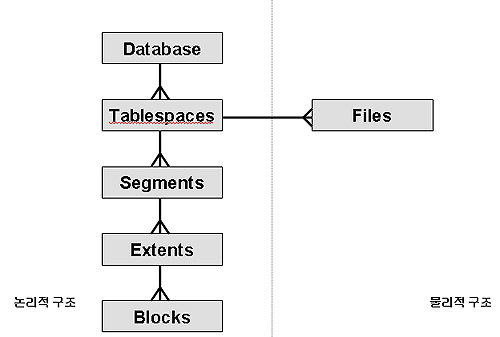 Database
Tablespaces
Files
Segments
Extents
논리적 구조
물리적 구조
Blocks